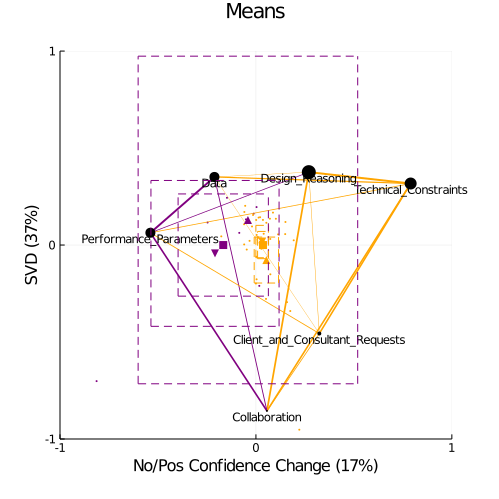 Means
1
Design_Reasoning
Data
Technical_Constraints
Performance_Parameters
SVD (37%)
0
Client_and_Consultant_Requests
Collaboration
-1
-1
0
1
No/Pos Confidence Change (17%)